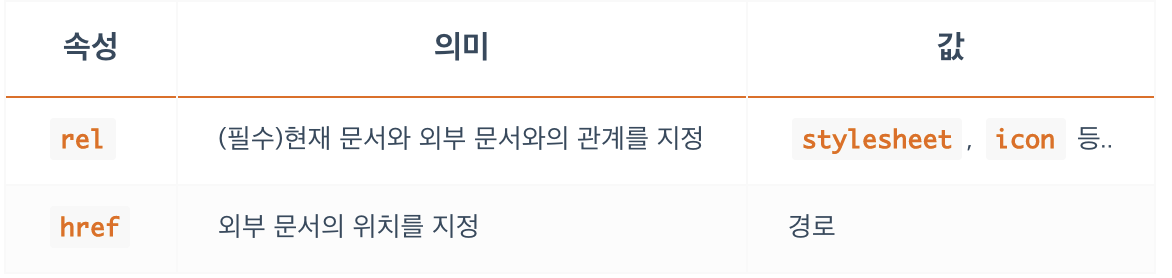 속성 의미 값
rel (필수)현재 문서와 외부 문서와의 관계를 지정 stylesheet, icon 등..
href 외부 문서의 위치를 지정 경로